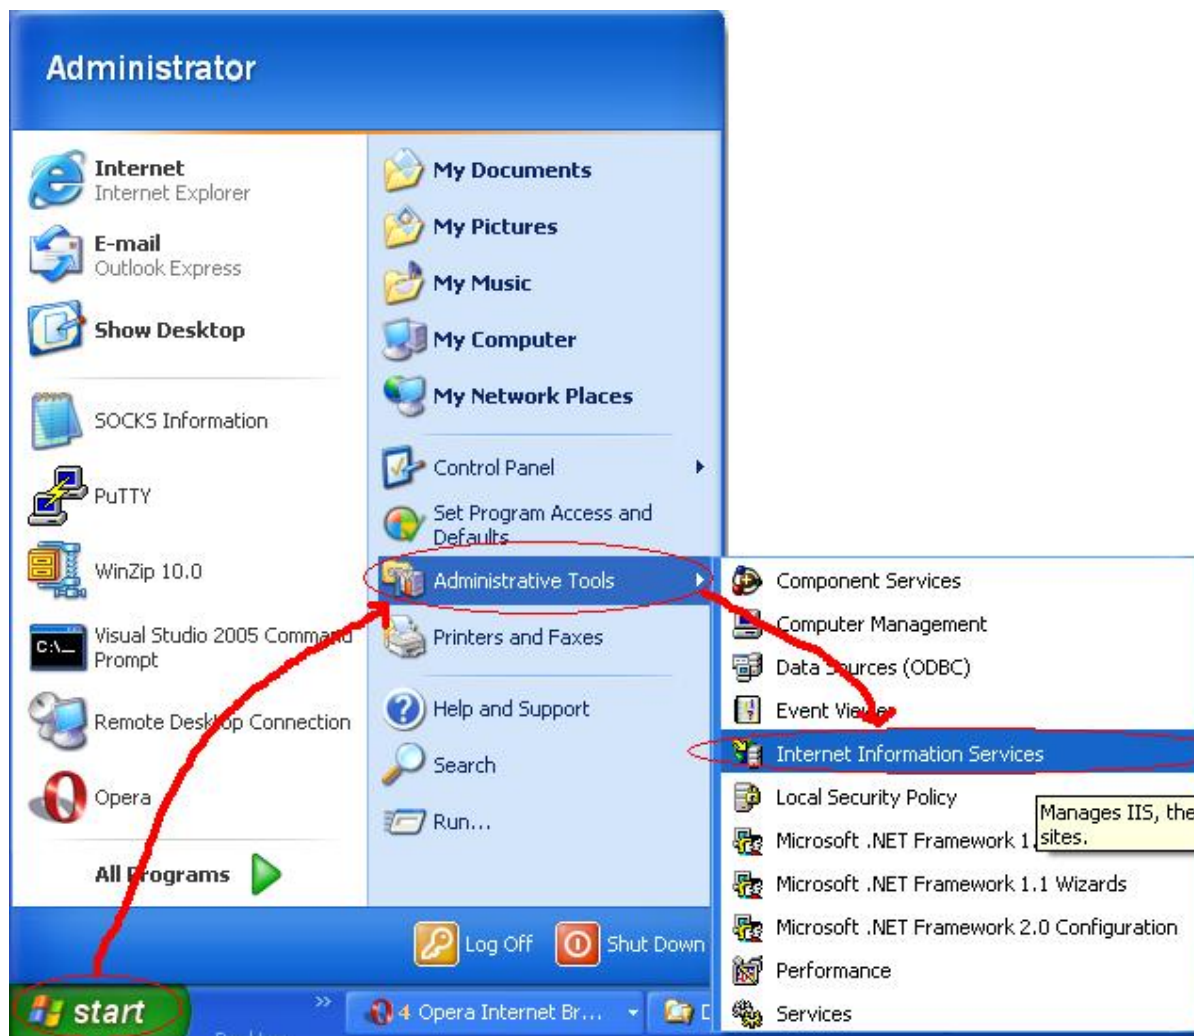 Administrator
Internet
Internet Explorer
E-mail
Outlook Express
Show Desktop
SOCKS Information
PuTTY
WinZip 10.0
Visual Studio 2005 Command
Prompt
Remote Desktop Connection
Opera
All Programs
My Documents
My Pictures
My Music
My Computer
My Network Places
Control Panel
Set Program Access and
Defaults
Administrative Tools
Printers and Faxes
Help and Support
Search
Run...
Component Services
Computer Management
Data Sources (ODBC)
Event Viewer
Internet Information Services
Local Security Policy
Manages IIS, the
sites.
Microsoft .NET Framework 1.
Microsoft .NET Framework 1.1 Wizards
Microsoft .NET Framework 2.0 Configuration
Performance
Services
Log Off
Shut Down
start
»
4 Opera Internet Br...